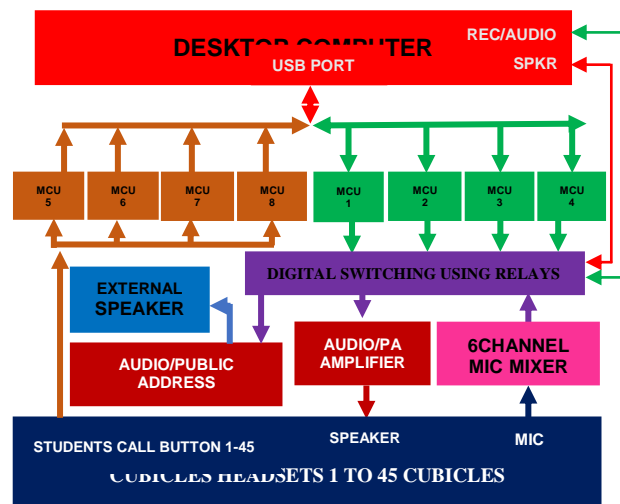 REC/AUDIO
DESKTOP COMPUTER
USB PORT
SPKR
MCU
5
MCU
6
MCU
7
MCU
8
MCU
1
MCU
2
MCU
3
MCU
4
DIGITAL SWITCHING USING RELAYS
EXTERNAL
SPEAKER
AUDIO/PUBLIC
ADDRESS
AUDIO/PA
AMPLIFIER
6CHANNEL
MIC MIXER
STUDENTS CALL BUTTON 1-45
SPEAKER
MIC
CUBICLES HEADSETS 1 TO 45 CUBICLES